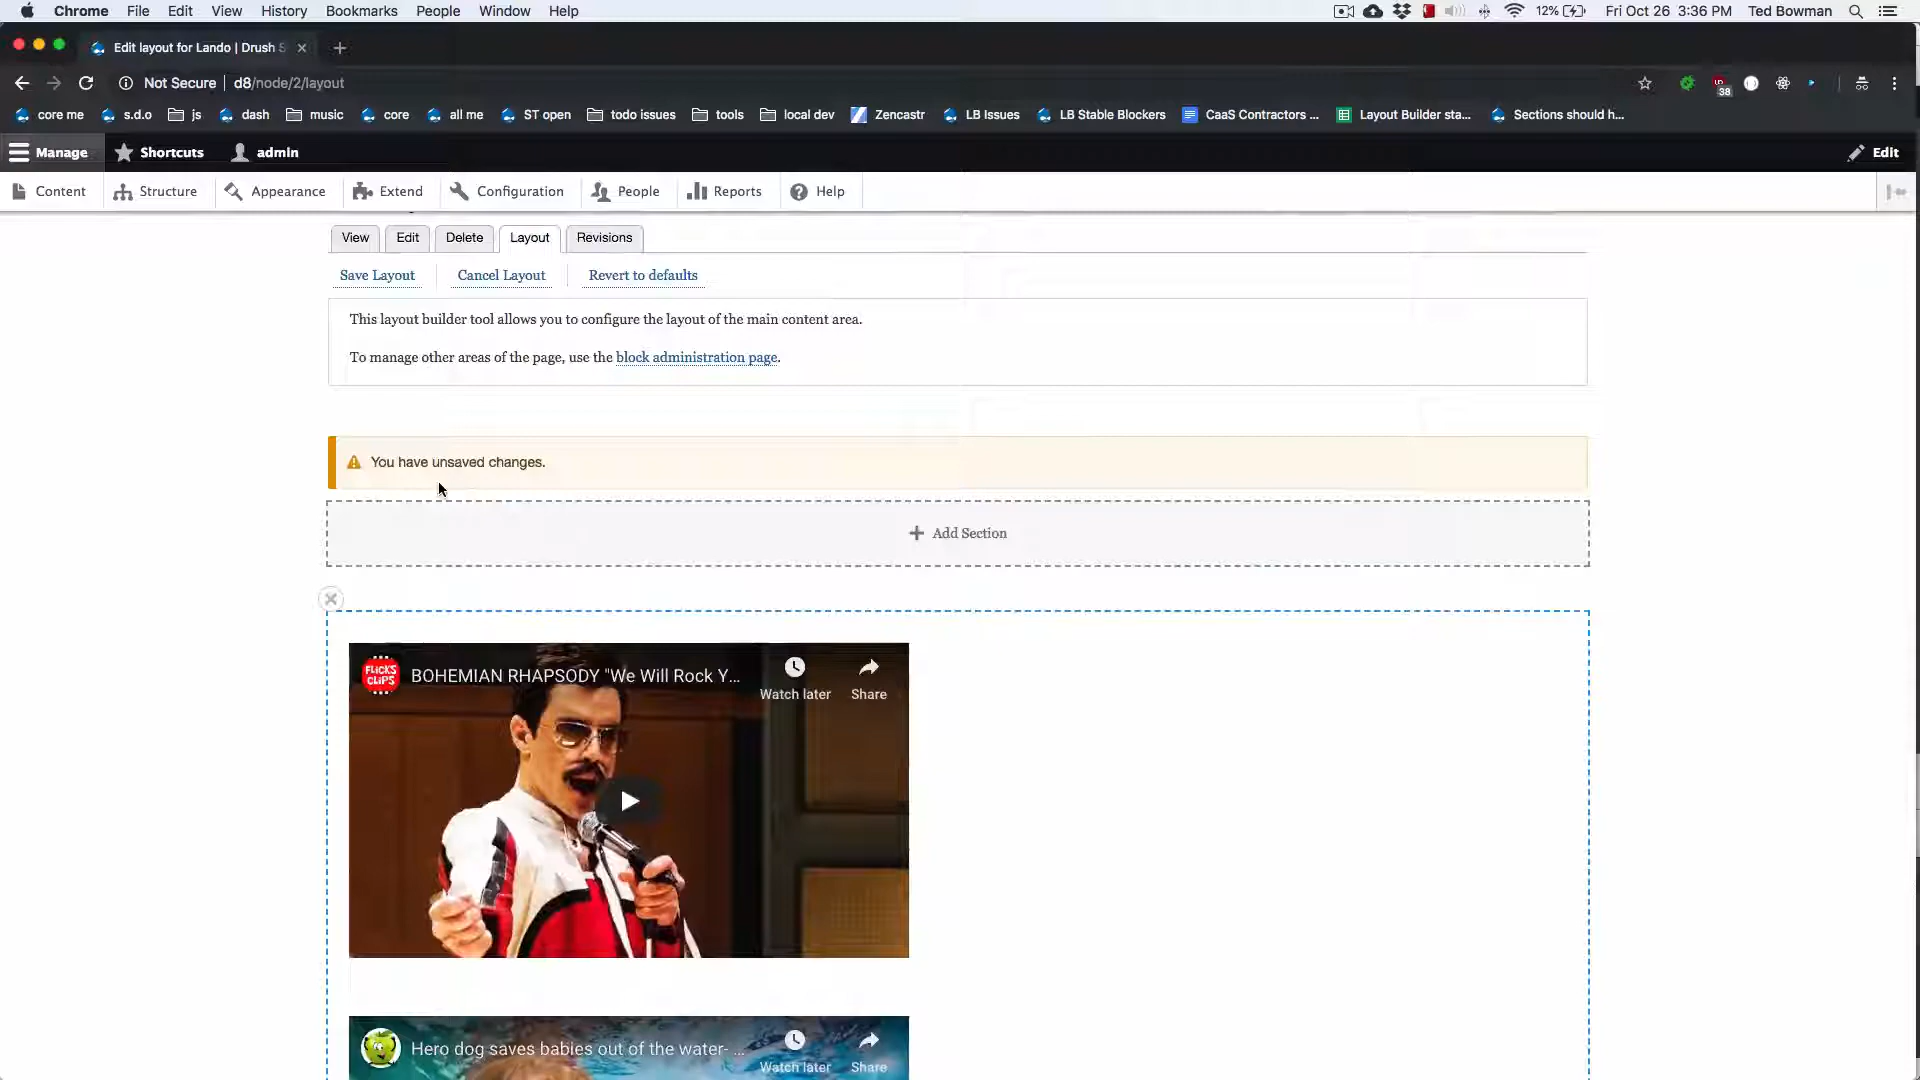 Chrome File Edit View History Bookmarks People Window Help 12% Fri Oct 26 3:36 PM Ted Bowman
Edit layout for Lando | Drush S
Not Secure d8/node/2/layout 38
core me s.d.o js dash music core all me ST open todo issues tools local dev Zencastr LB Issues LB Stable Blockers CaaS Contractors ... Layout Builder sta... Sections should h...
Manage Shortcuts admin Edit
Content Structure Appearance Extend Configuration People Reports Help
View Edit Delete Layout Revisions
Save Layout Cancel Layout Revert to defaults
This layout builder tool allows you to configure the layout of the main content area.
To manage other areas of the page, use the block administration page.
You have unsaved changes.
+ Add Section
FLICKS CLIPS BOHEMIAN RHAPSODY "We Will Rock Y... Watch later Share
Hero dog saves babies out of the water- ... Watch later Share